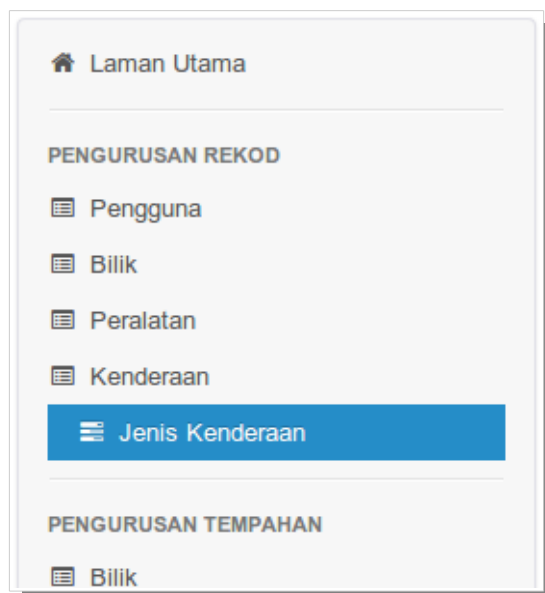 Laman Utama
PENGURUSAN REKOD
Pengguna
Bilik
Peralatan
Kenderaan
Jenis Kenderaan
PENGURUSAN TEMPAHAN
Bilik